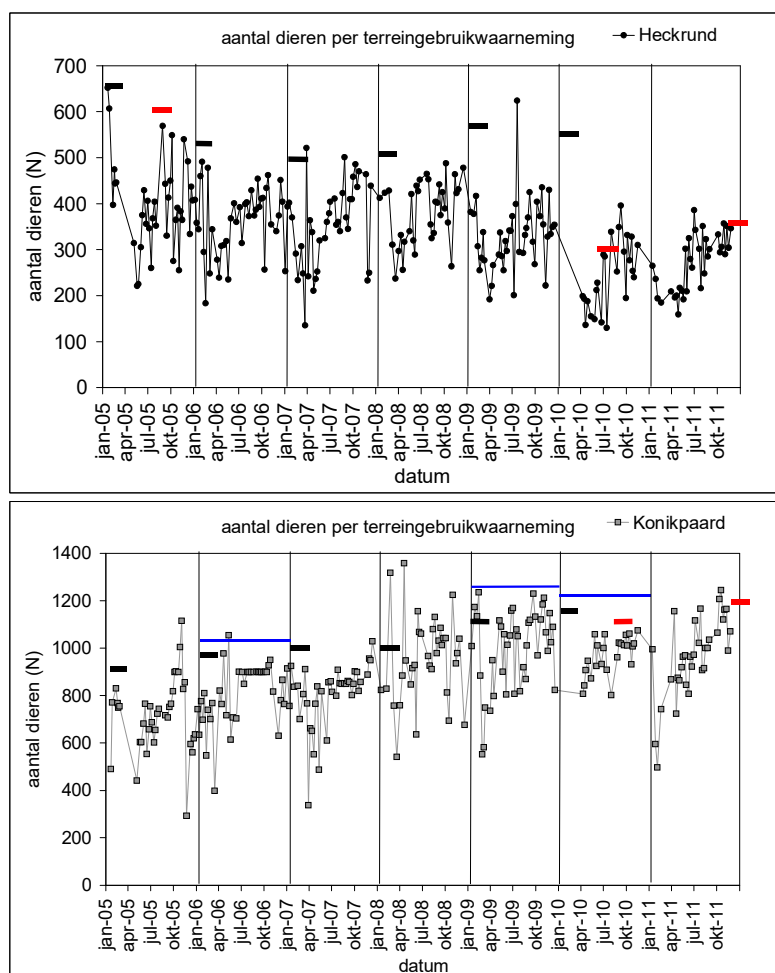 aantal dieren per terreingebruikwaarneming
Heckrund
700
600
500
400
300
200
100
0
aantal dieren (N)
jan-05
apr-05
jul-05
okt-05
jan-06
apr-06
jul-06
okt-06
jan-07
apr-07
jul-07
okt-07
jan-08
apr-08
jul-08
okt-08
jan-09
apr-09
jul-09
okt-09
jan-10
apr-10
jul-10
okt-10
jan-11
apr-11
jul-11
okt-11
datum
aantal dieren per terreingebruikwaarneming
Konikpaard
1400
1200
1000
800
600
400
200
0
aantal dieren (N)
jan-05
apr-05
jul-05
okt-05
jan-06
apr-06
jul-06
okt-06
jan-07
apr-07
jul-07
okt-07
jan-08
apr-08
jul-08
okt-08
jan-09
apr-09
jul-09
okt-09
jan-10
apr-10
jul-10
okt-10
jan-11
apr-11
jul-11
okt-11
datum